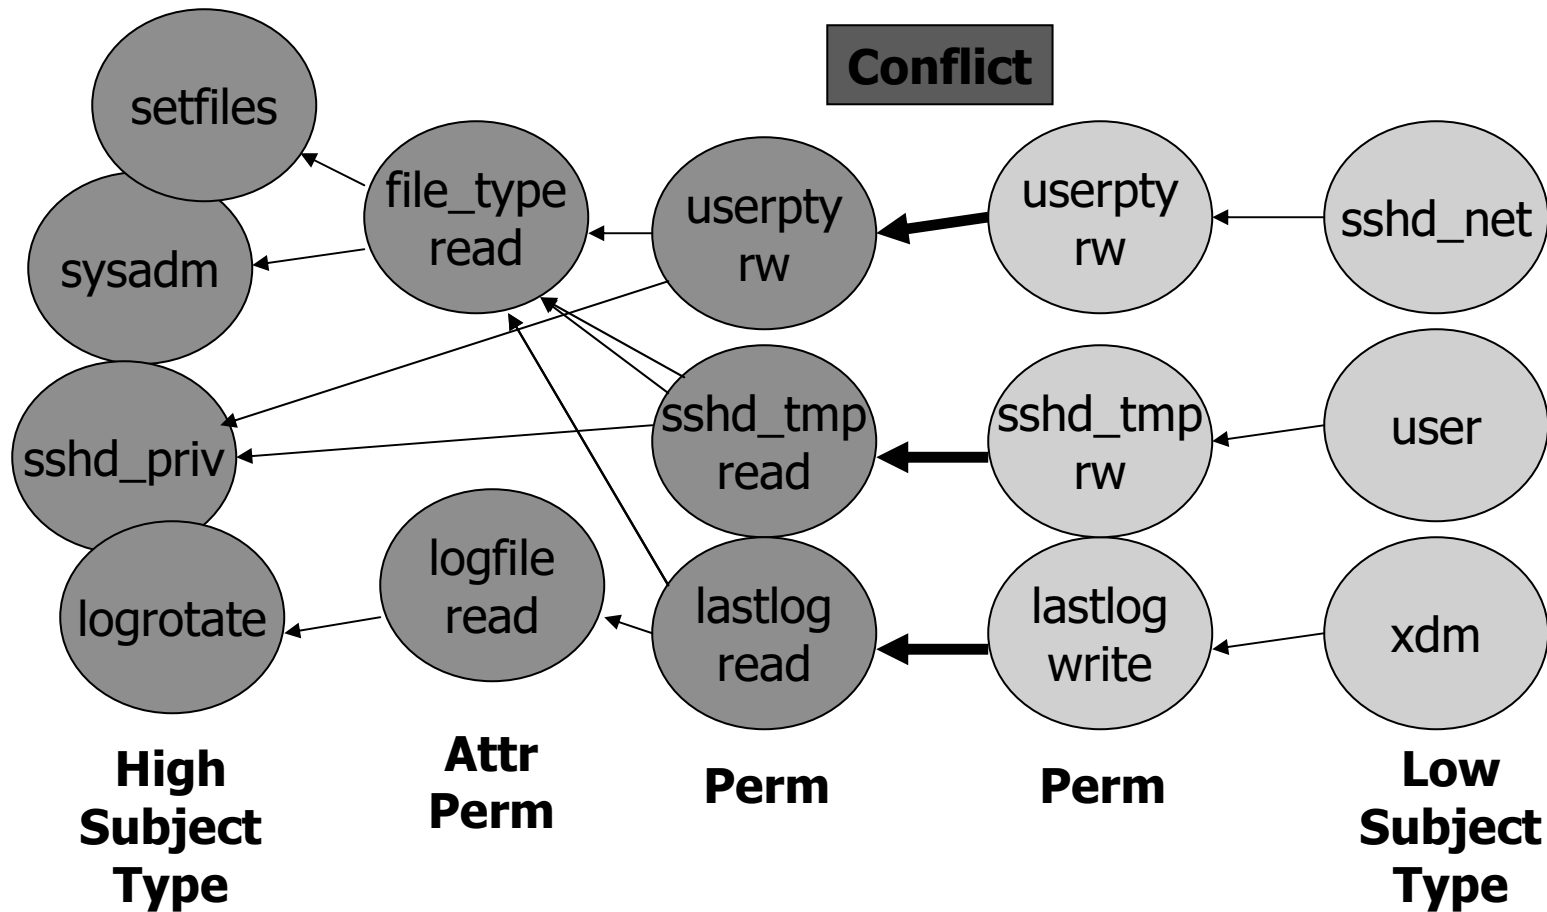 Conflict
setfiles
sysadm
sshd_priv
logrotate
file_type
read
logfile
read
userpty
rw
sshd_tmp
read
lastlog
read
userpty
rw
sshd_tmp
rw
lastlog
write
sshd_net
user
xdm
High
Subject
Type
Attr
Perm
Perm
Perm
Low
Subject
Type